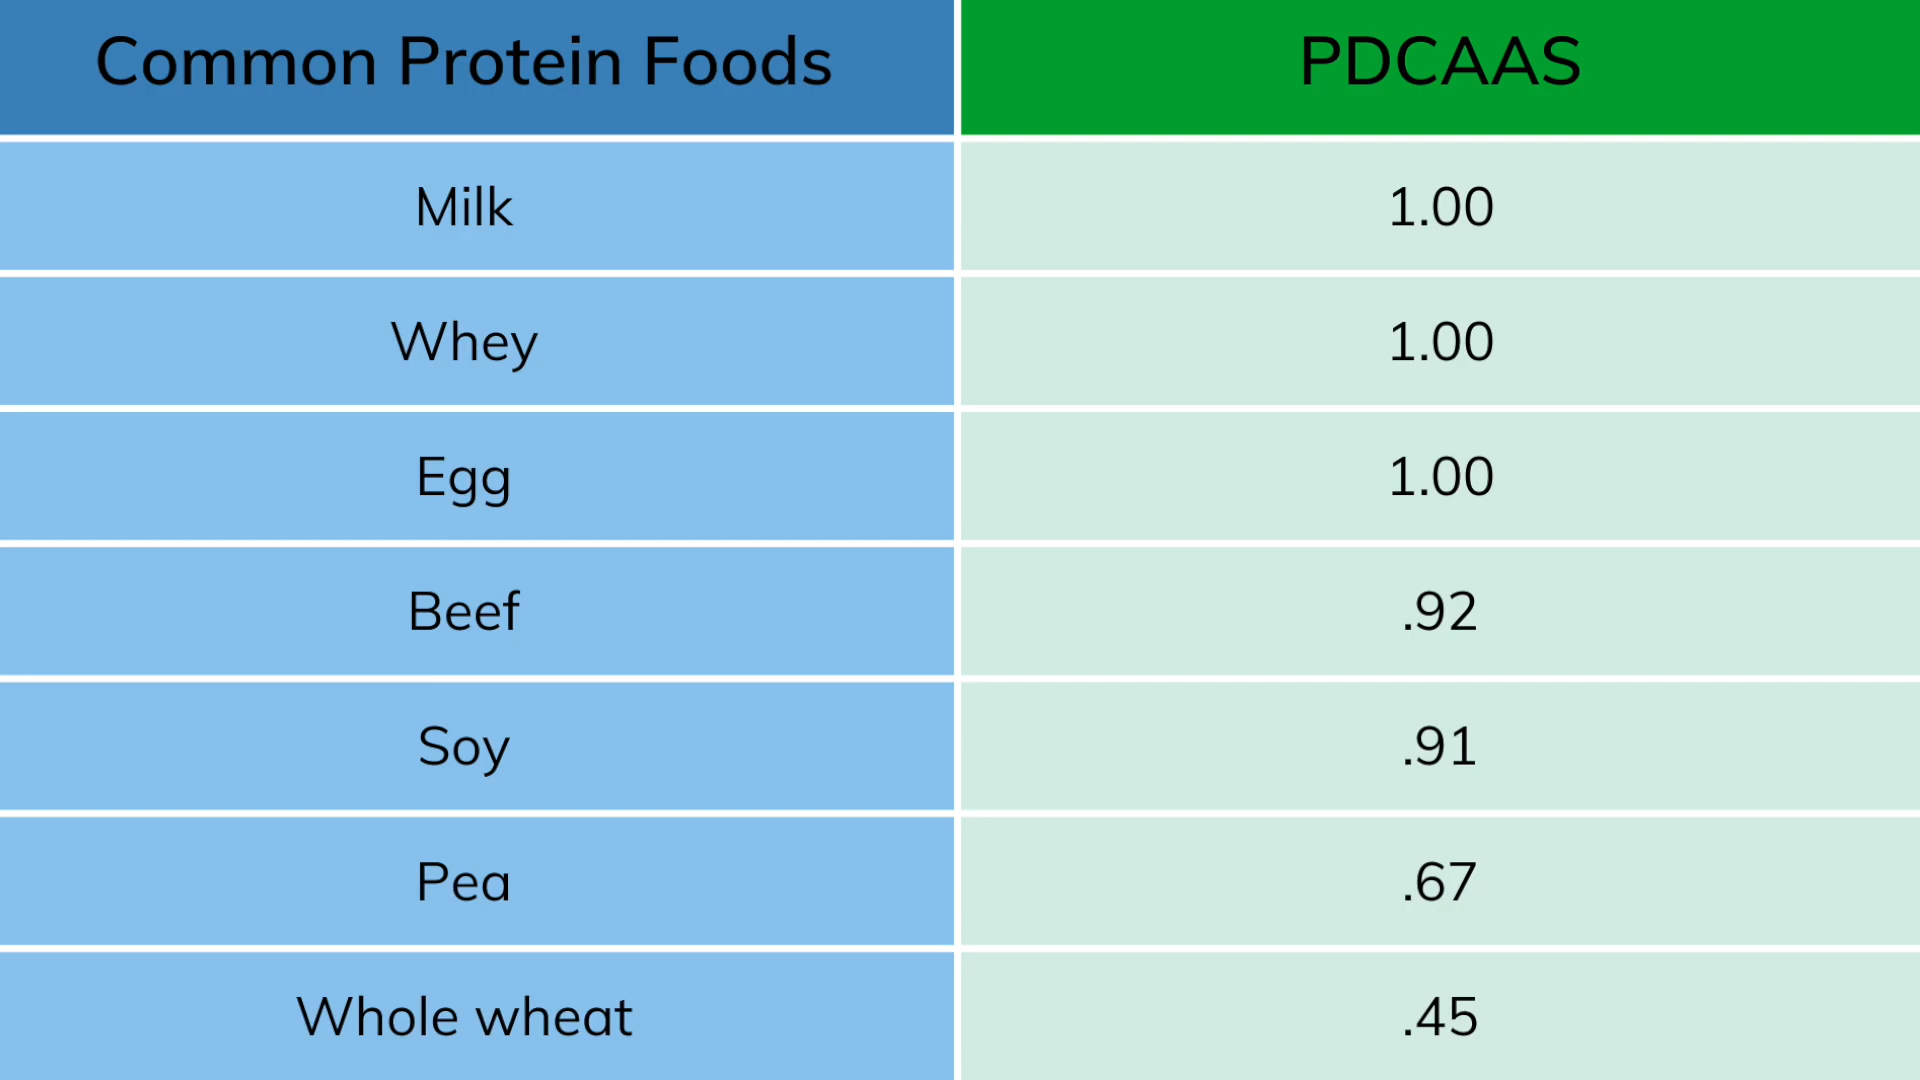 Common Protein Foods PDCAAS
Milk 1.00
Whey 1.00
Egg 1.00
Beef .92
Soy .91
Pea .67
Whole wheat .45